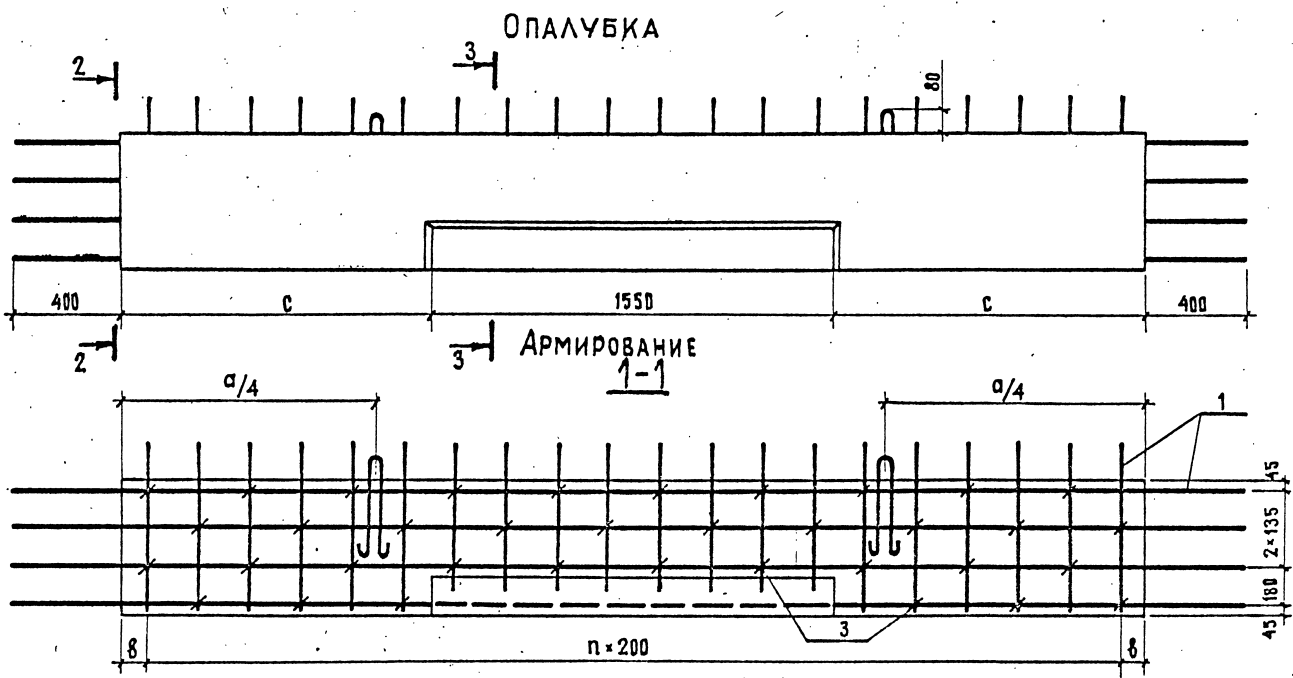 ОПАЛУБКА
2
3
80
400
С
1550
С
400
2
3
АРМИРОВАНИЕ
1-1
а/4
а/4
1
45
2×135
180
45
3
в
n×200
в